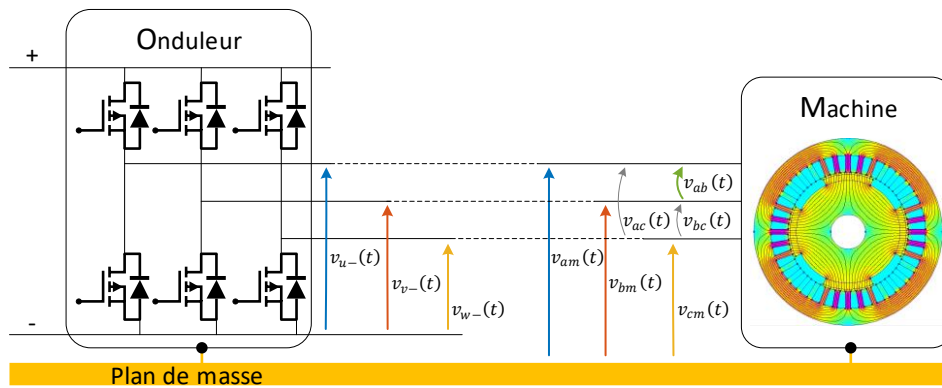 Onduleur
+
Machine
v_{ab}(t)
v_{ac}(t)
v_{bc}(t)
v_{u-}(t)
v_{am}(t)
v_{v-}(t)
v_{bm}(t)
v_{w-}(t)
v_{cm}(t)
-
Plan de masse